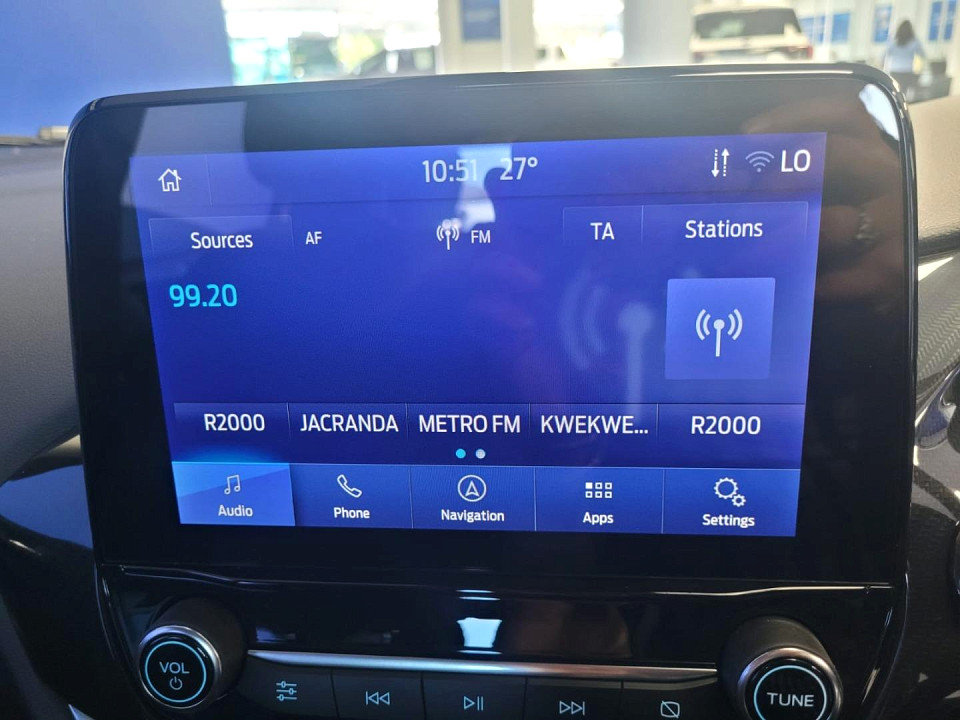 10:51 27° LO
Sources AF FM TA Stations
99.20
R2000 JACRANDA METRO FM KWEKWE... R2000
Audio Phone Navigation Apps Settings
VOL TUNE